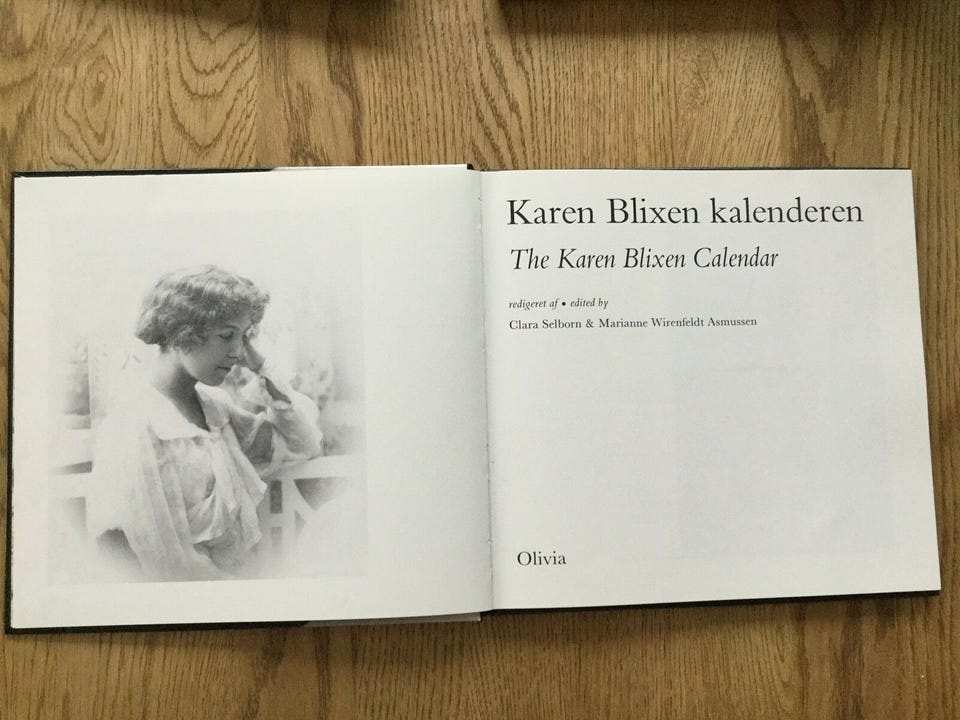 Karen Blixen kalenderen
The Karen Blixen Calendar
redigeret af • edited by
Clara Selborn & Marianne Wirenfeldt Asmussen
Olivia